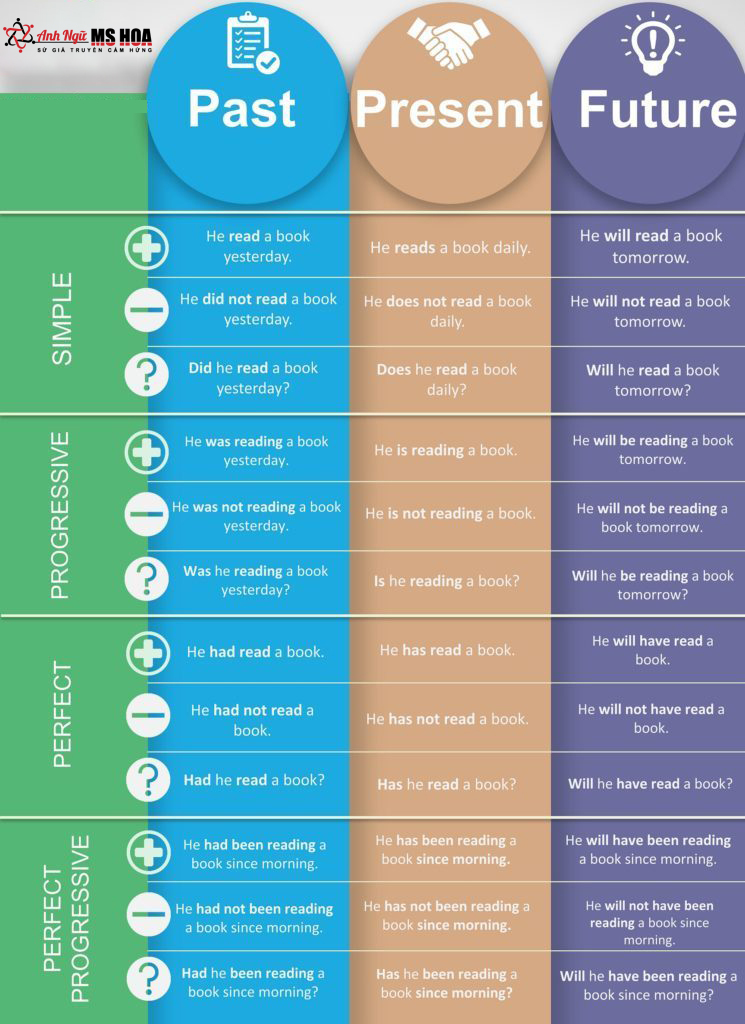 Anh Ngữ MS HOA
SỨ GIẢ TRUYỀN CẢM HỨNG
Past
Present
Future
SIMPLE
He read a book
yesterday.
He reads a book daily.
He will read a book
tomorrow.
He did not read a book
yesterday.
He does not read a book
daily.
He will not read a book
tomorrow.
?
Did he read a book
yesterday?
Does he read a book
daily?
Will he read a book
tomorrow?
PROGRESSIVE
He was reading a book
yesterday.
He is reading a book.
He will be reading a book
tomorrow.
He was not reading a book
yesterday.
He is not reading a book.
He will not be reading a
book tomorrow.
?
Was he reading a book
yesterday?
Is he reading a book?
Will he be reading a book
tomorrow?
PERFECT
He had read a book.
He has read a book.
He will have read a
book.
He had not read a
book.
He has not read a book.
He will not have read a
book.
?
Had he read a book?
Has he read a book?
Will he have read a book?
PERFECT
PROGRESSIVE
He had been reading a
book since morning.
He has been reading a
book since morning.
He will have been reading
a book since morning.
He had not been reading
a book since morning.
He has not been reading a
book since morning.
He will not have been
reading a book since
morning.
?
Had he been reading a
book since morning?
Has he been reading a
book since morning?
Will he have been reading a
book since morning?